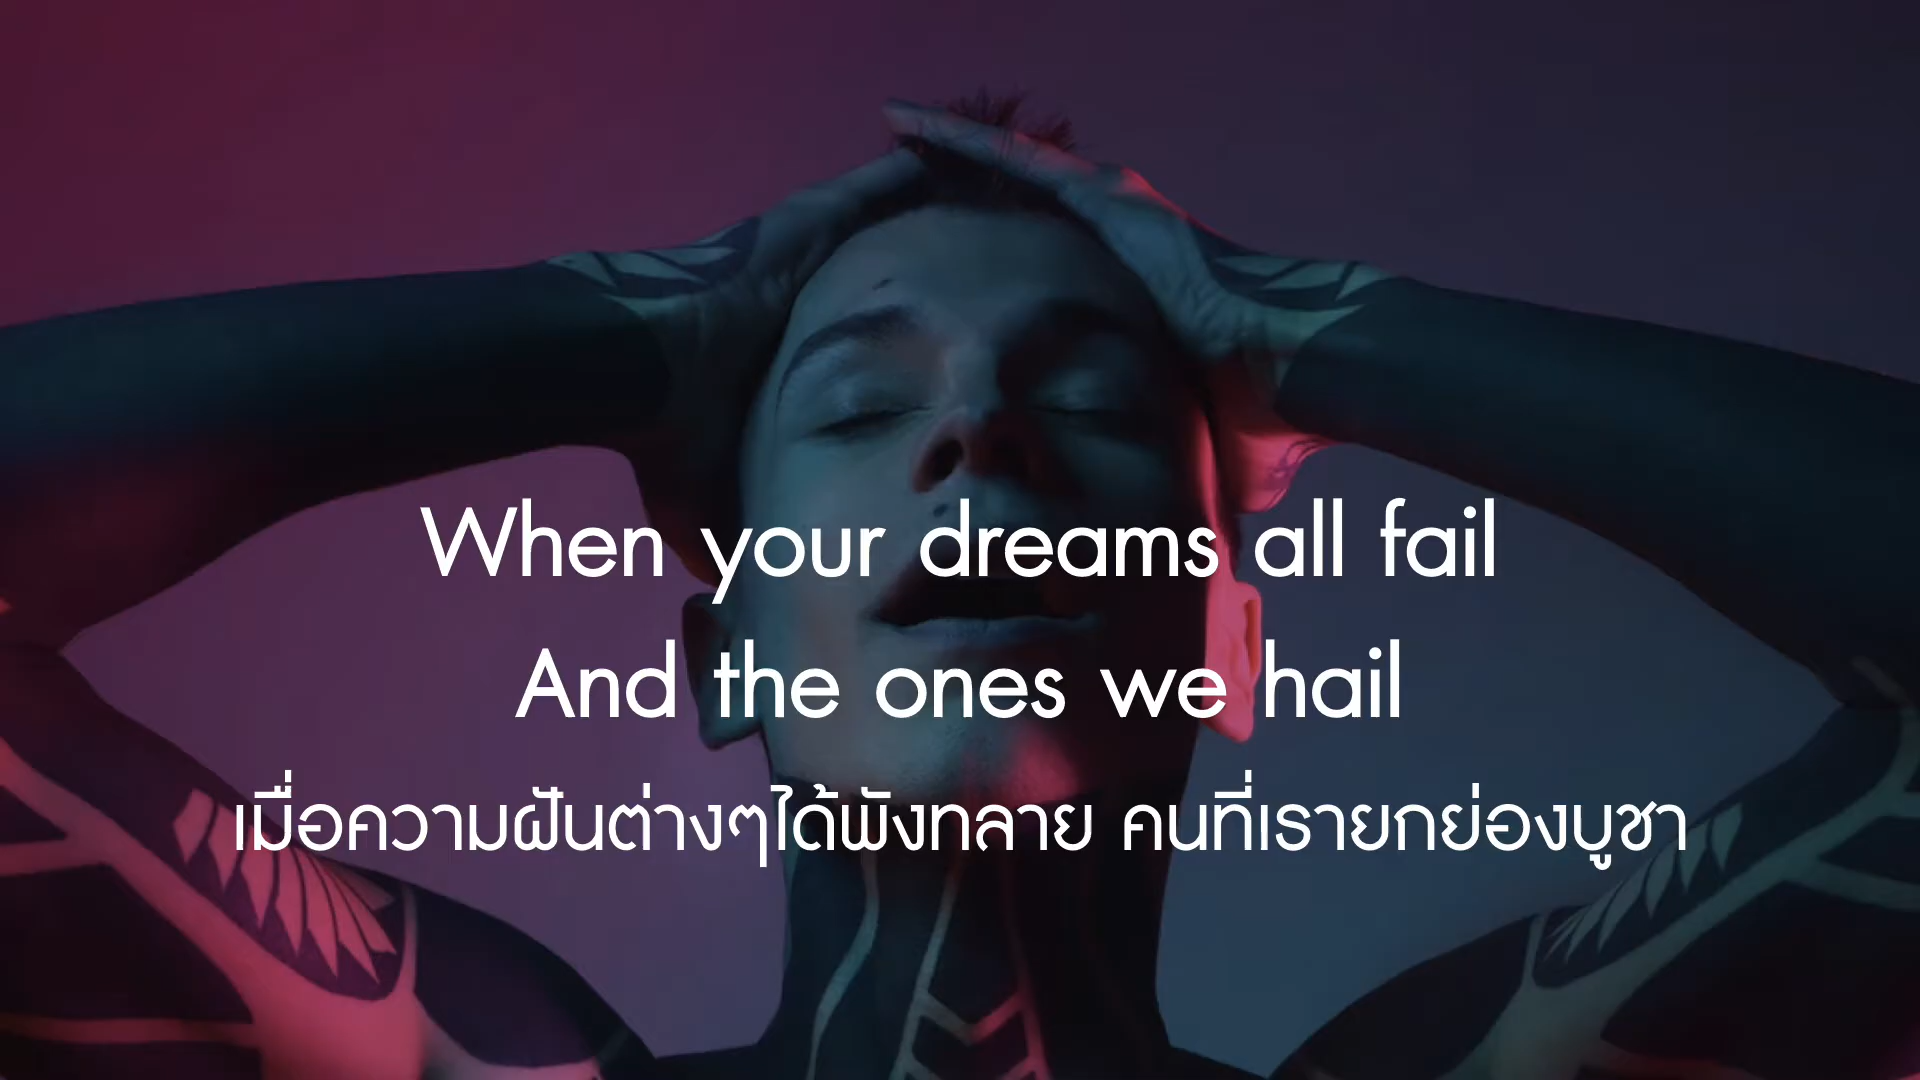 When your dreams all fail
And the ones we hail
เมื่อความฝันต่างๆได้พังทลาย คนที่เรายกย่องบูชา